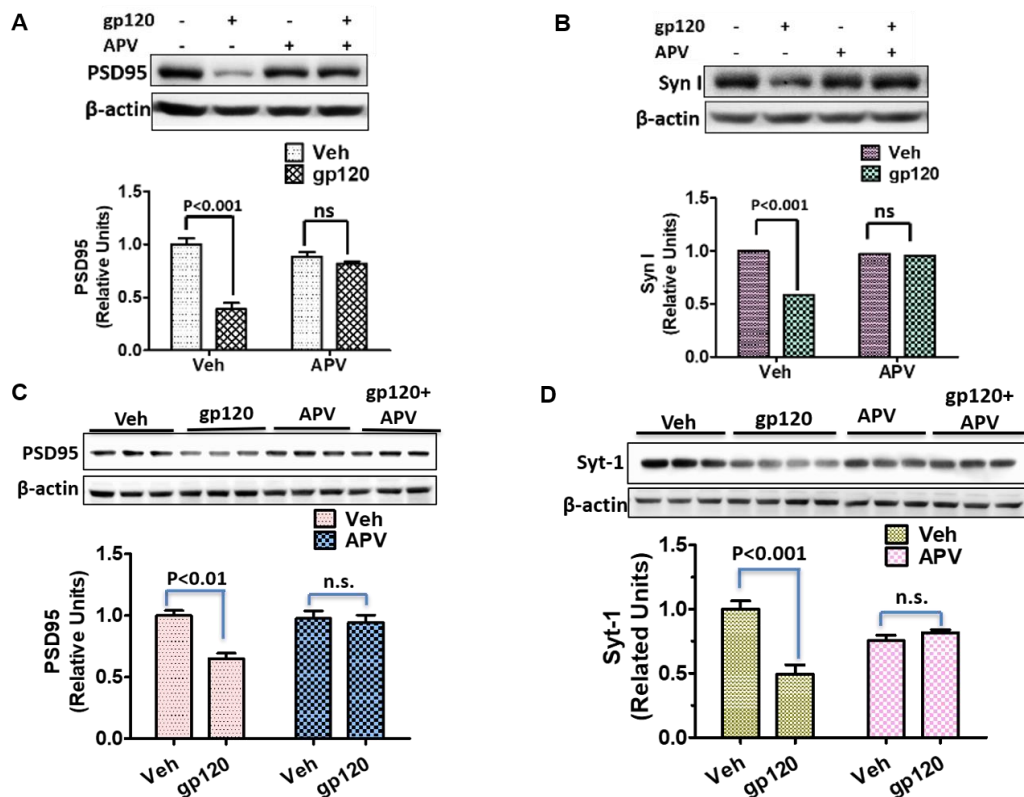 A
gp120 - + - +
APV - - + +
PSD95
β-actin
Veh
gp120
1.5
1.0
0.5
0.0
PSD95
(Relative Units)
P<0.001
ns
Veh APV
B
gp120 - + - +
APV - - + +
Syn I
β-actin
Veh
gp120
1.5
1.0
0.5
0.0
Syn I
(Relative Units)
P<0.001
ns
Veh APV
C
Veh gp120 APV gp120+
APV
PSD95
β-actin
Veh
APV
1.5
1.0
0.5
0.0
PSD95
(Relative Units)
P<0.01
n.s.
Veh gp120 Veh gp120
D
Veh gp120 APV gp120+
APV
Syt-1
β-actin
Veh
APV
1.5
1.0
0.5
0.0
Syt-1
(Related Units)
P<0.001
n.s.
Veh gp120 Veh gp120